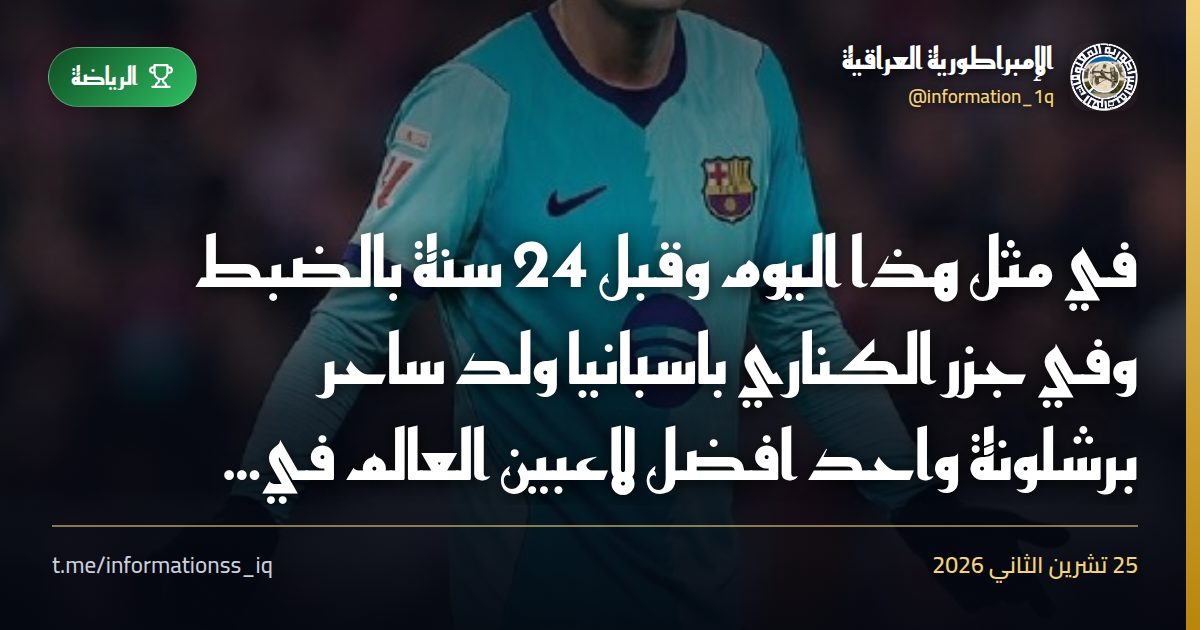 الإمبراطورية العراقية
@information_1q
الرياضة
في مثل هذا اليوم وقبل 24 سنة بالضبط
وفي جزر الكناري باسبانيا ولد ساحر
برشلونة واحد افضل لاعبين العالم في...
25 تشرين الثاني 2026
t.me/informationss_iq